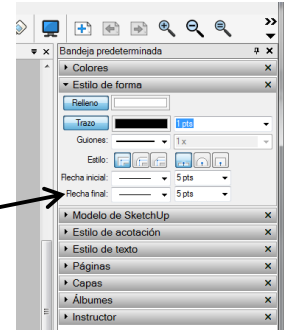 Bandeja predeterminada
Colores
Estilo de forma
Relleno
Trazo 1 pts
Guiones: 1 x
Estilo:
Flecha inicial: 5 pts
Flecha final: 5 pts
Modelo de SketchUp
Estilo de acotación
Estilo de texto
Páginas
Capas
Álbumes
Instructor